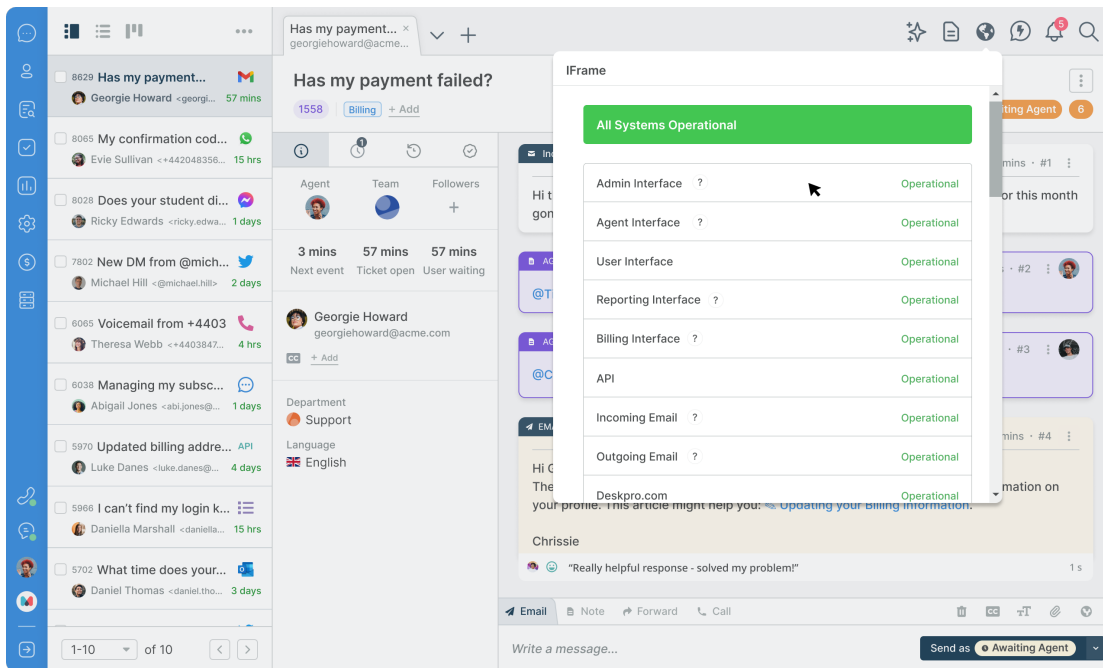 Has my payment... ×
georgiehoward@acme...
5
8629 Has my payment...
Georgie Howard <georgi... 57 mins
8065 My confirmation cod...
Evie Sullivan <+442048356... 15 hrs
8028 Does your student di...
Ricky Edwards <ricky.edwa... 1 days
7802 New DM from @mich...
Michael Hill <@michael.hill> 2 days
6065 Voicemail from +4403
Theresa Webb <+4403847... 4 hrs
6038 Managing my subsc...
Abigail Jones <abi.jones@... 1 days
5970 Updated billing addre... API
Luke Danes <luke.danes@... 4 days
5966 I can't find my login k...
Daniella Marshall <daniella... 15 hrs
5702 What time does your...
Daniel Thomas <daniel.tho... 3 days
1-10 of 10
Has my payment failed?
1558 Billing + Add
1
Agent Team Followers
3 mins 57 mins 57 mins
Next event Ticket open User waiting
Georgie Howard
georgiehoward@acme.com
CC + Add
Department
Support
Language
English
IFrame
All Systems Operational
Admin Interface ? Operational
Agent Interface ? Operational
User Interface Operational
Reporting Interface ? Operational
Billing Interface ? Operational
API Operational
Incoming Email ? Operational
Outgoing Email ? Operational
Deskpro.com Operational
Agent 6
mins · #1
Hi
or this month
gon
AG
· #2
AG
· #3
@C
EMA
mins · #4
Hi
The
mation on
your profile. This article might help you: Updating your Billing Information.
Chrissie
“Really helpful response - solved my problem!” 1 s
Email Note Forward Call CC
Write a message...
Send as Awaiting Agent